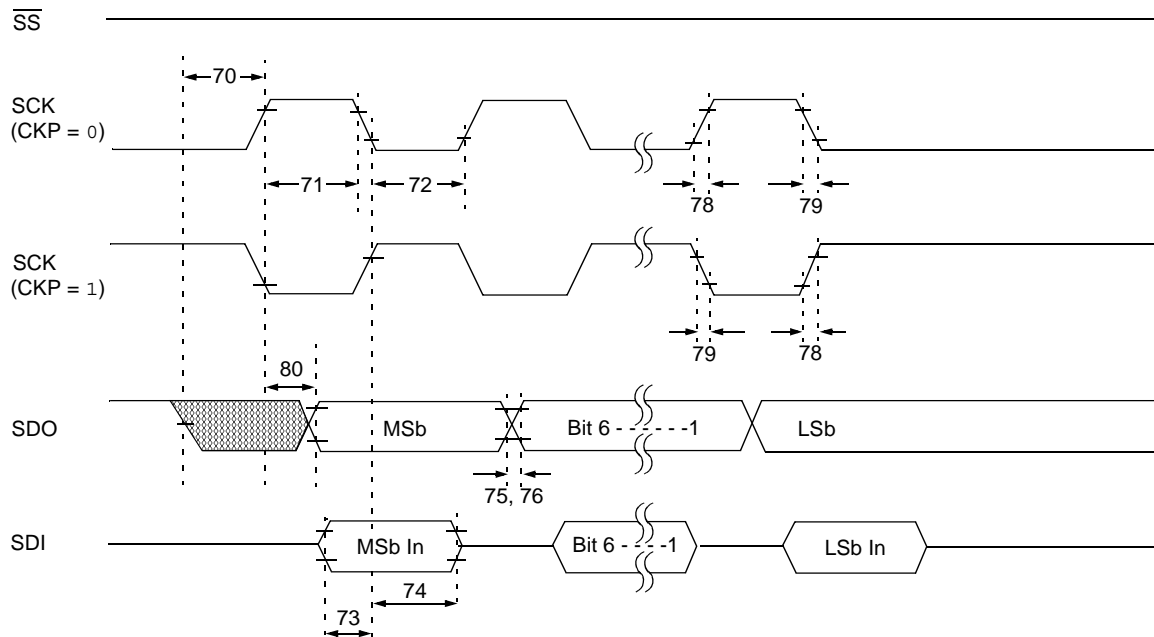 SS
70
SCK
(CKP = 0)
71
72
78
79
SCK
(CKP = 1)
79
78
80
SDO
MSb
Bit 6 - - - - - - -1
LSb
75, 76
SDI
MSb In
Bit 6 - - - - -1
LSb In
74
73